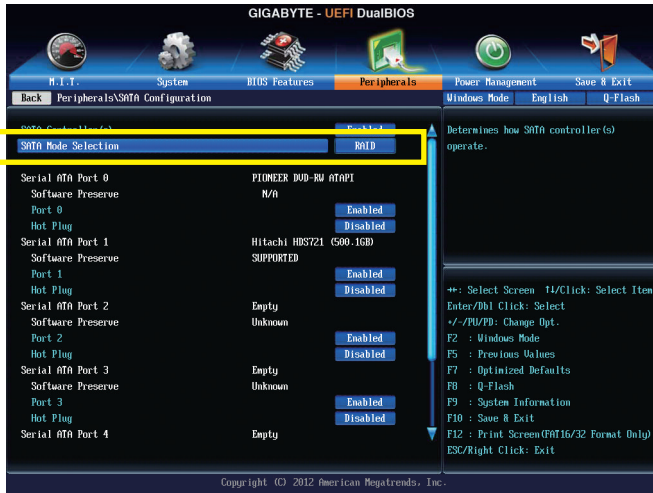 GIGABYTE - UEFI DualBIOS
M.I.T. System BIOS Features Peripherals Power Management Save & Exit
Back Peripherals\SATA Configuration Windows Mode English Q-Flash
SATA Controller(s) Enabled
SATA Mode Selection RAID
Determines how SATA controller(s)
operate.
Serial ATA Port 0 PIONEER DVD-RW ATAPI
Software Preserve N/A
Port 0 Enabled
Hot Plug Disabled
Serial ATA Port 1 Hitachi HDS721 (500.1GB)
Software Preserve SUPPORTED
Port 1 Enabled
Hot Plug Disabled
Serial ATA Port 2 Empty
Software Preserve Unknown
Port 2 Enabled
Hot Plug Disabled
Serial ATA Port 3 Empty
Software Preserve Unknown
Port 3 Enabled
Hot Plug Disabled
Serial ATA Port 4 Empty
→←: Select Screen ↑↓/Click: Select Item
Enter/Dbl Click: Select
+/-/PU/PD: Change Opt.
F2 : Windows Mode
F5 : Previous Values
F7 : Optimized Defaults
F8 : Q-Flash
F9 : System Information
F10 : Save & Exit
F12 : Print Screen(FAT16/32 Format Only)
ESC/Right Click: Exit
Copyright (C) 2012 American Megatrends, Inc.